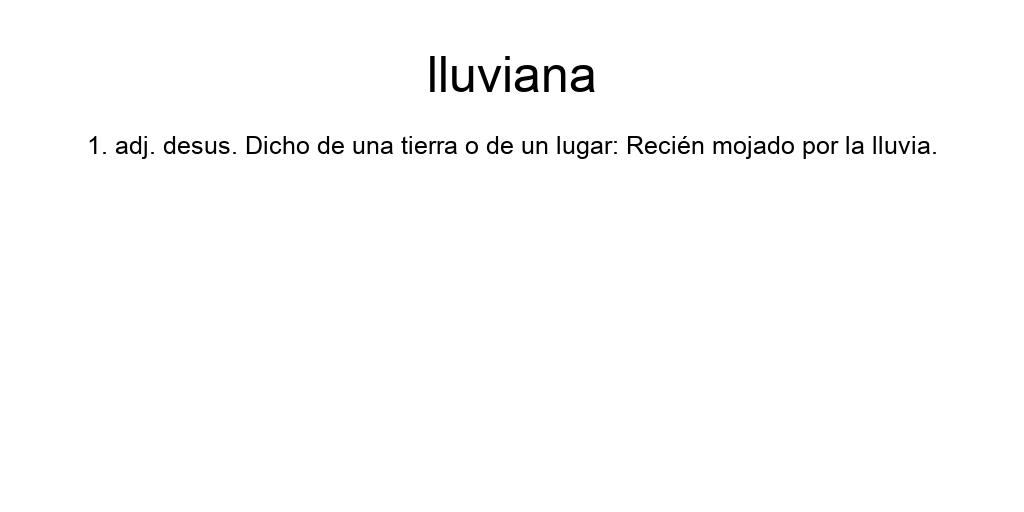 lluviana
1. adj. desus. Dicho de una tierra o de un lugar: Recién mojado por la lluvia.